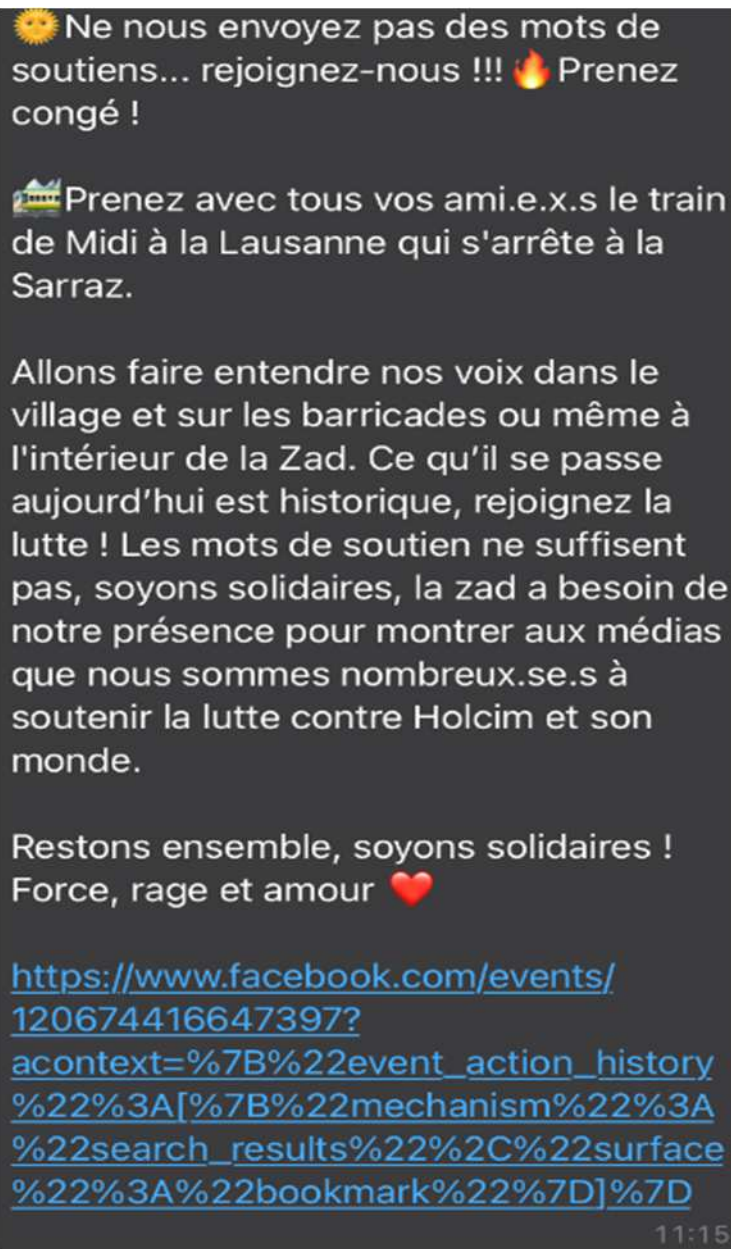 🌞Ne nous envoyez pas des mots de
soutiens... rejoignez-nous !!! 🔥Prenez
congé !
🚞Prenez avec tous vos ami.e.x.s le train
de Midi à la Lausanne qui s'arrête à la
Sarraz.
Allons faire entendre nos voix dans le
village et sur les barricades ou même à
l'intérieur de la Zad. Ce qu’il se passe
aujourd’hui est historique, rejoignez la
lutte ! Les mots de soutien ne suffisent
pas, soyons solidaires, la zad a besoin de
notre présence pour montrer aux médias
que nous sommes nombreux.se.s à
soutenir la lutte contre Holcim et son
monde.
Restons ensemble, soyons solidaires !
Force, rage et amour ❤️
https://www.facebook.com/events/
120674416647397?
acontext=%7B%22event_action_history
%22%3A[%7B%22mechanism%22%3A
%22search_results%22%2C%22surface
%22%3A%22bookmark%22%7D]%7D
11:15